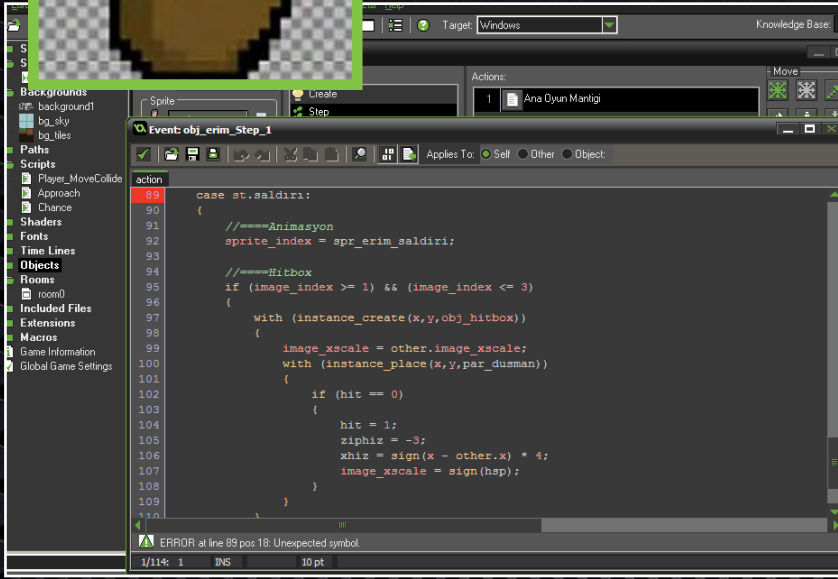 Target: Windows
Knowledge Base:
Backgrounds
background1
bg_sky
bg_tiles
Paths
Scripts
Player_MoveCollide
Approach
Chance
Shaders
Fonts
Time Lines
Objects
Rooms
room0
Included Files
Extensions
Macros
Game Information
Global Game Settings
Sprite
Create
Step
Actions:
1 Ana Oyun Mantigi
Move
Event: obj_erim_Step_1
Applies To: Self Other Object:
action
89 case st.saldırı:
90 {
91 //====Animasyon
92 sprite_index = spr_erim_saldiri;
93
94 //====Hitbox
95 if (image_index >= 1) && (image_index <= 3)
96 {
97 with (instance_create(x,y,obj_hitbox))
98 {
99 image_xscale = other.image_xscale;
100 with (instance_place(x,y,par_dusman))
101 {
102 if (hit == 0)
103 {
104 hit = 1;
105 ziphiz = -3;
106 xhiz = sign(x - other.x) * 4;
107 image_xscale = sign(hsp);
108 }
109 }
110 }
ERROR at line 89 pos 18: Unexpected symbol.
1/114: 1 INS 10 pt